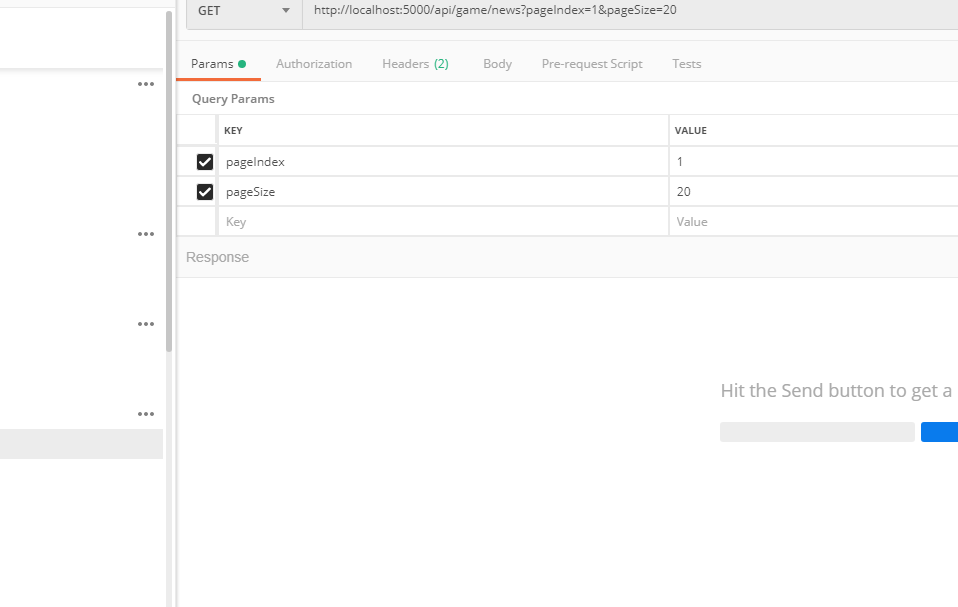 GET http://localhost:5000/api/game/news?pageIndex=1&pageSize=20
Params Authorization Headers (2) Body Pre-request Script Tests
Query Params
KEY VALUE
pageIndex 1
pageSize 20
Key Value
Response
Hit the Send button to get a